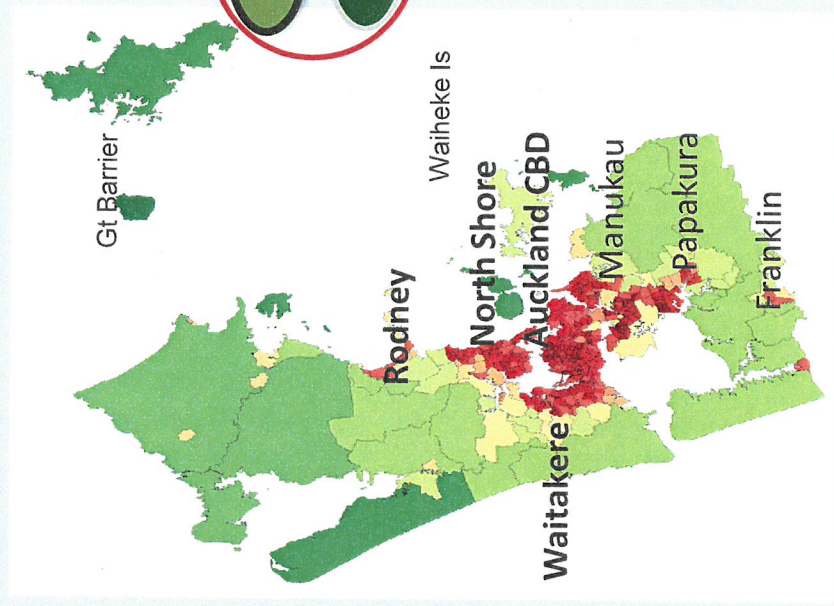 Gt Barrier
Waiheke Is
Rodney
North Shore
Auckland CBD
Waitakere
Manukau
Papakura
Franklin